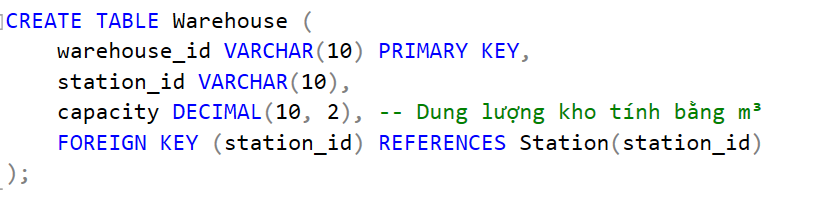 CREATE TABLE Warehouse (
    warehouse_id VARCHAR(10) PRIMARY KEY,
    station_id VARCHAR(10),
    capacity DECIMAL(10, 2), -- Dung lượng kho tính bằng m³
    FOREIGN KEY (station_id) REFERENCES Station(station_id)
);